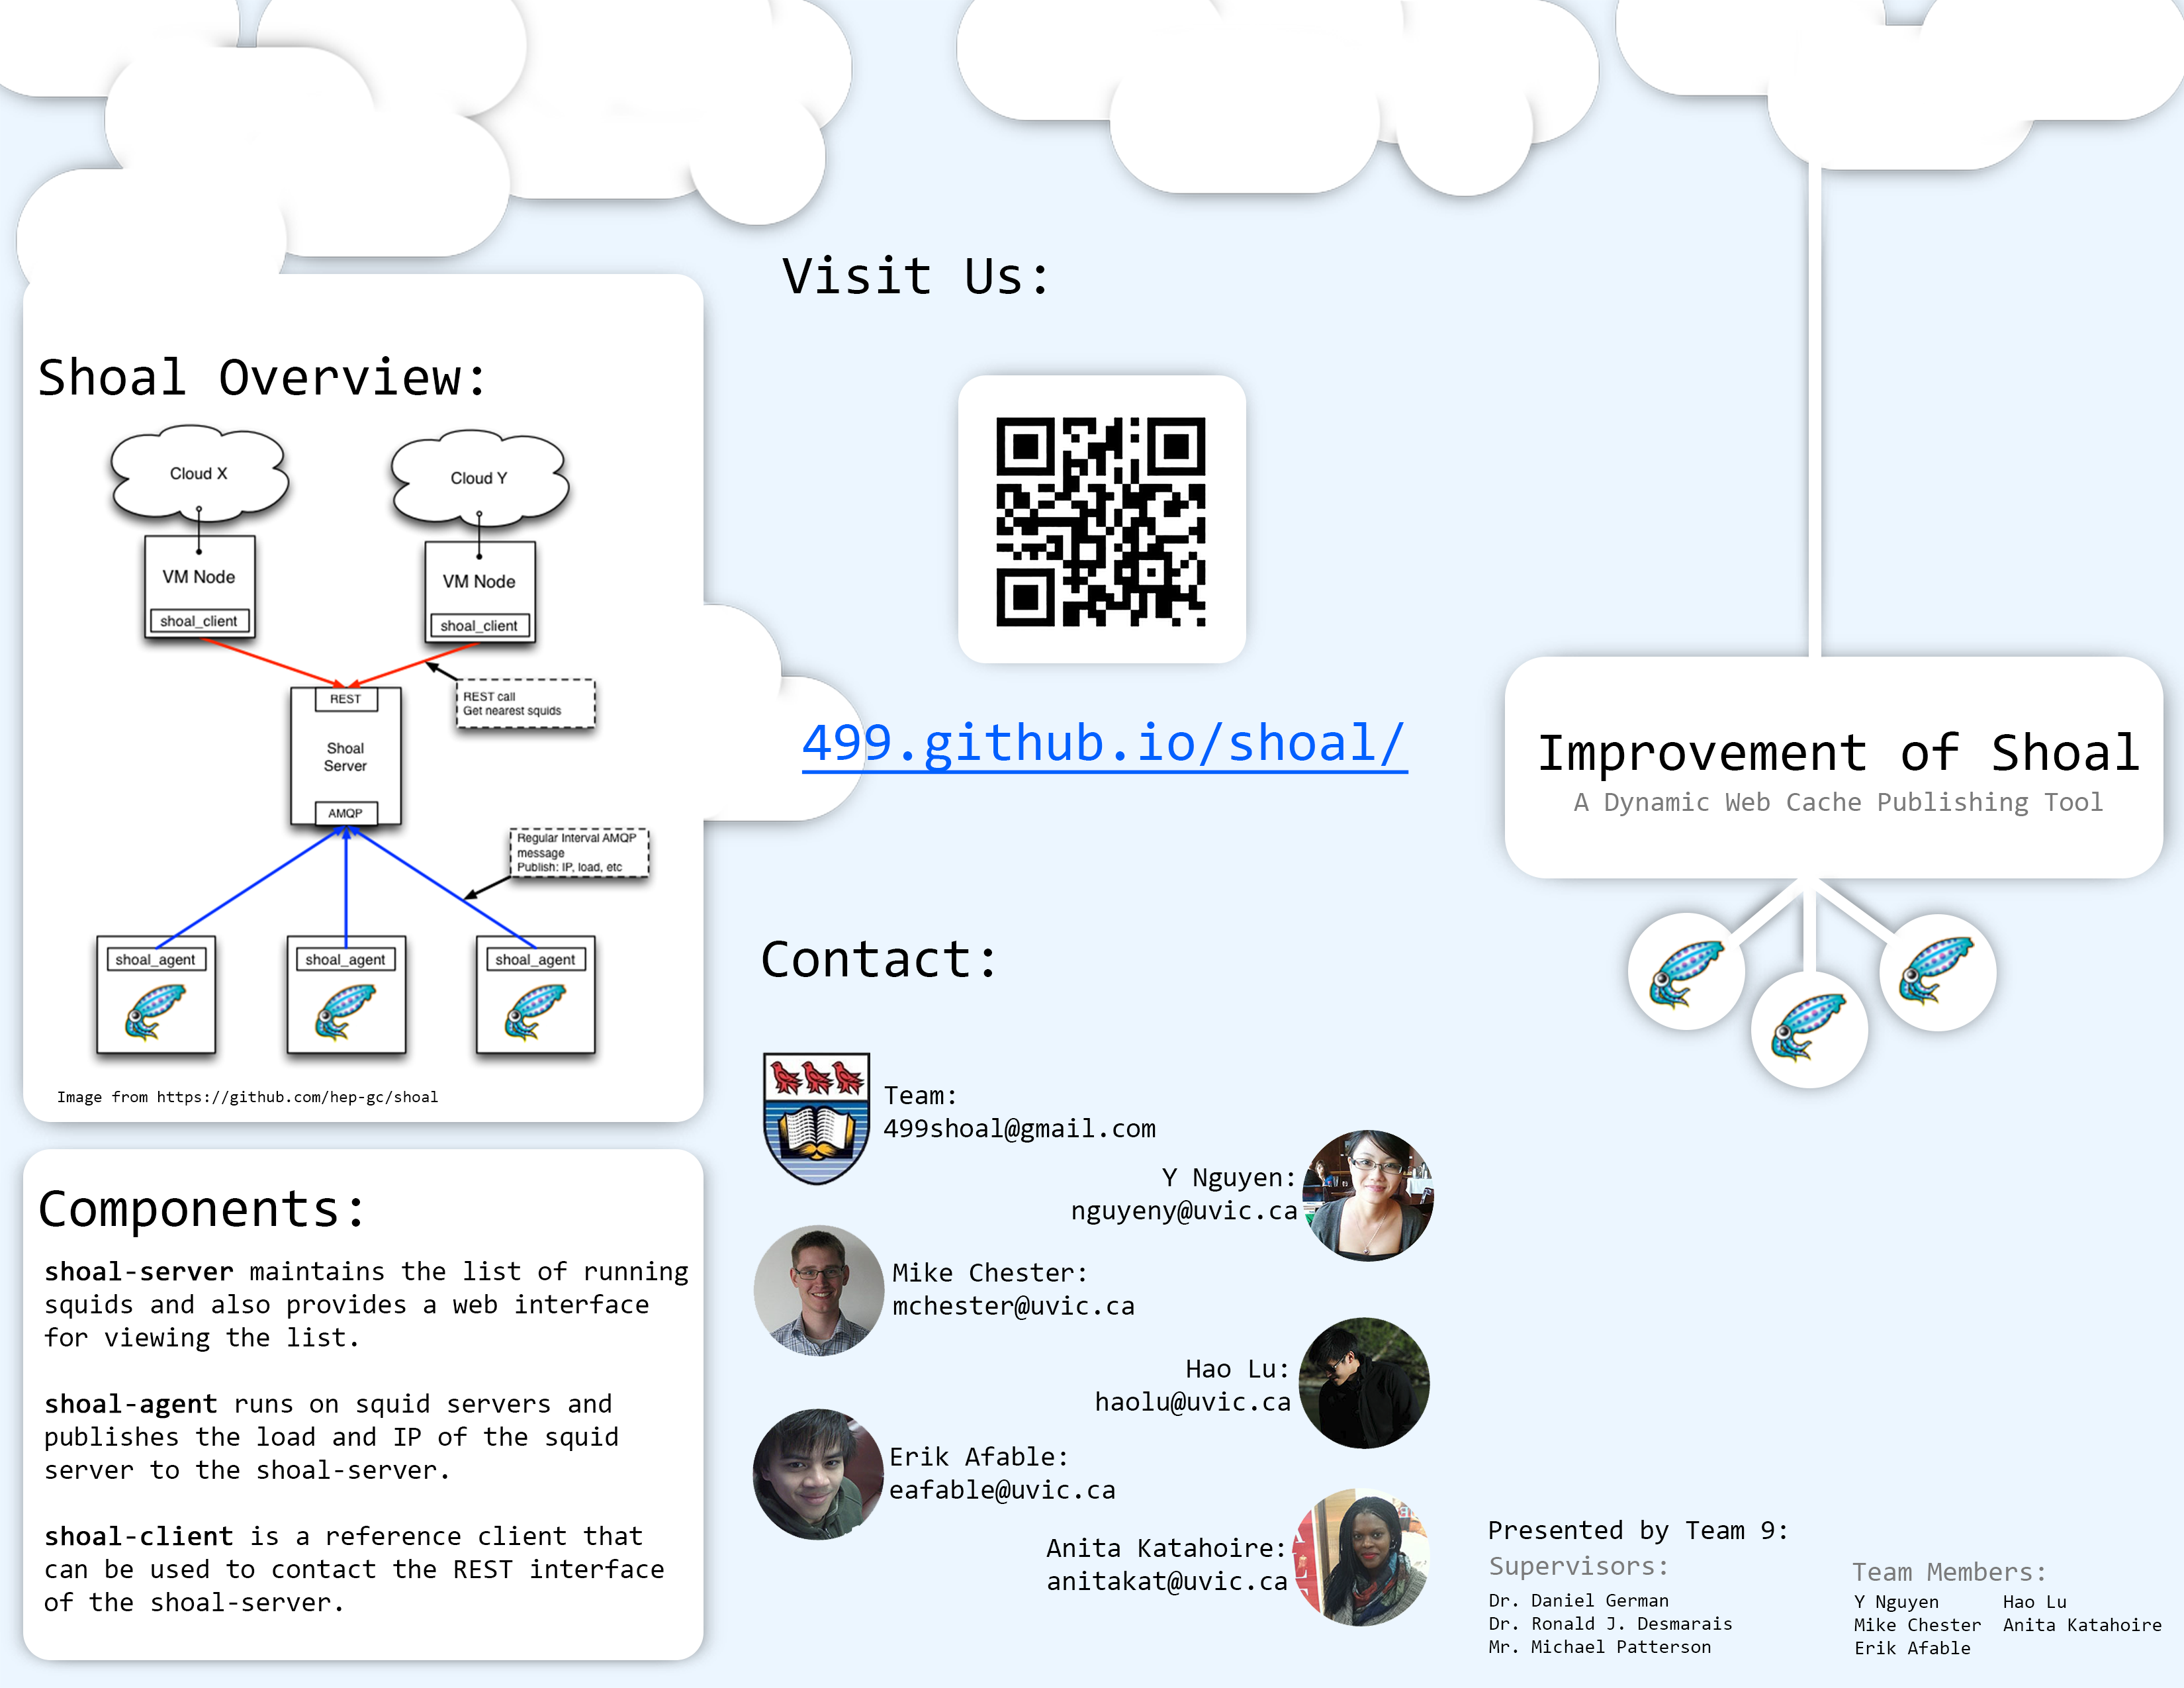 Shoal Overview:
Cloud X
Cloud Y
VM Node
VM Node
shoal_client
shoal_client
REST
REST call
Get nearest squids
Shoal
Server
AMQP
Regular Interval AMQP
message
Publish: IP, load, etc
shoal_agent
shoal_agent
shoal_agent
Image from https://github.com/hep-gc/shoal
Components:
shoal-server maintains the list of running
squids and also provides a web interface
for viewing the list.
shoal-agent runs on squid servers and
publishes the load and IP of the squid
server to the shoal-server.
shoal-client is a reference client that
can be used to contact the REST interface
of the shoal-server.
Visit Us:
499.github.io/shoal/
Contact:
Team:
499shoal@gmail.com
Y Nguyen:
nguyeny@uvic.ca
Mike Chester:
mchester@uvic.ca
Hao Lu:
haolu@uvic.ca
Erik Afable:
eafable@uvic.ca
Anita Katahoire:
anitakat@uvic.ca
Improvement of Shoal
A Dynamic Web Cache Publishing Tool
Presented by Team 9:
Supervisors:
Dr. Daniel German
Dr. Ronald J. Desmarais
Mr. Michael Patterson
Team Members:
Y Nguyen
Mike Chester
Erik Afable
Hao Lu
Anita Katahoire